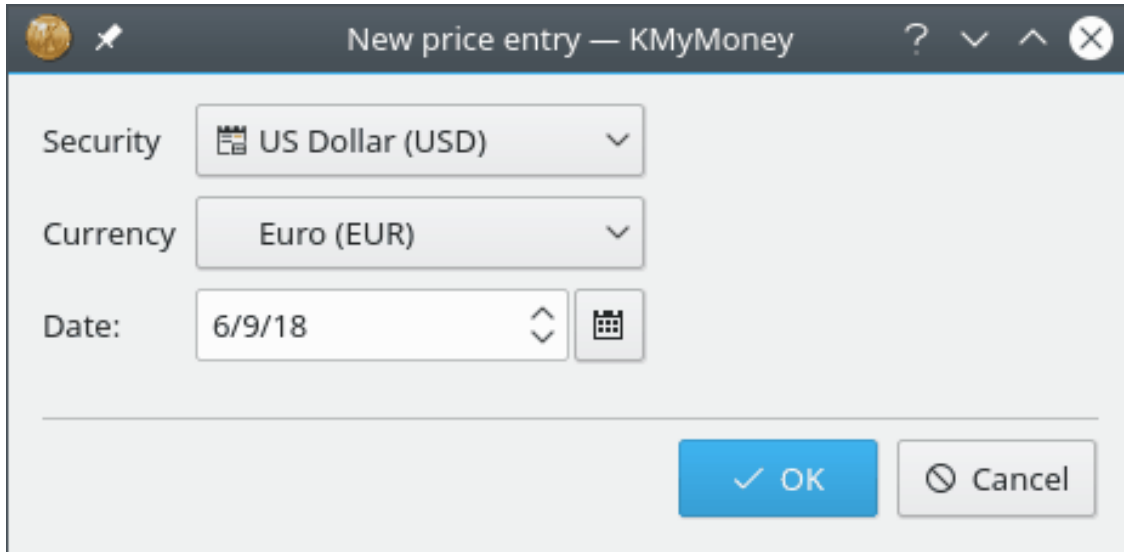 New price entry — KMyMoney ?
Security US Dollar (USD)
Currency Euro (EUR)
Date: 6/9/18
OK Cancel